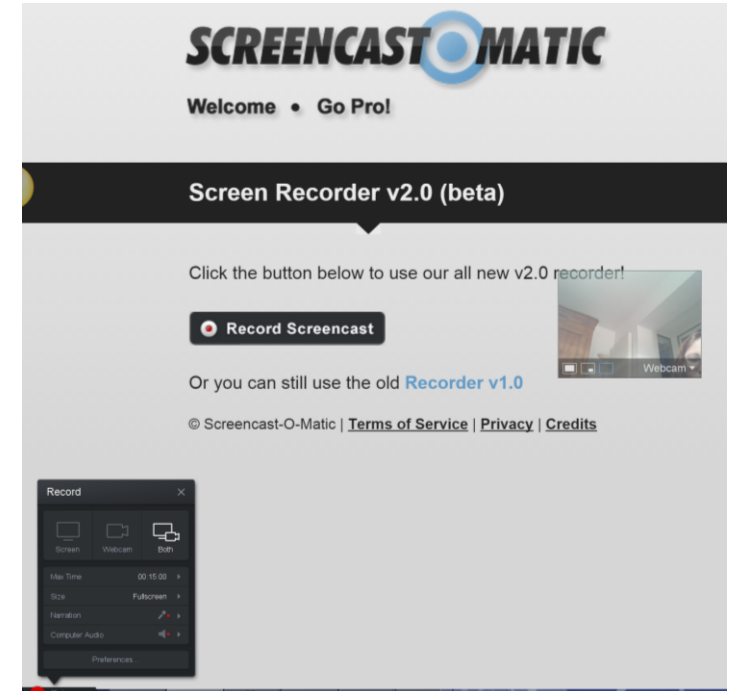 SCREENCAST O MATIC
Welcome • Go Pro!
Screen Recorder v2.0 (beta)
Click the button below to use our all new v2.0 recorder!
Record Screencast
Webcam
Or you can still use the old Recorder v1.0
© Screencast-O-Matic | Terms of Service | Privacy | Credits
Record
Screen Webcam Both
Max Time 00:15:00
Size Fullscreen
Narration
Computer Audio
Preferences...